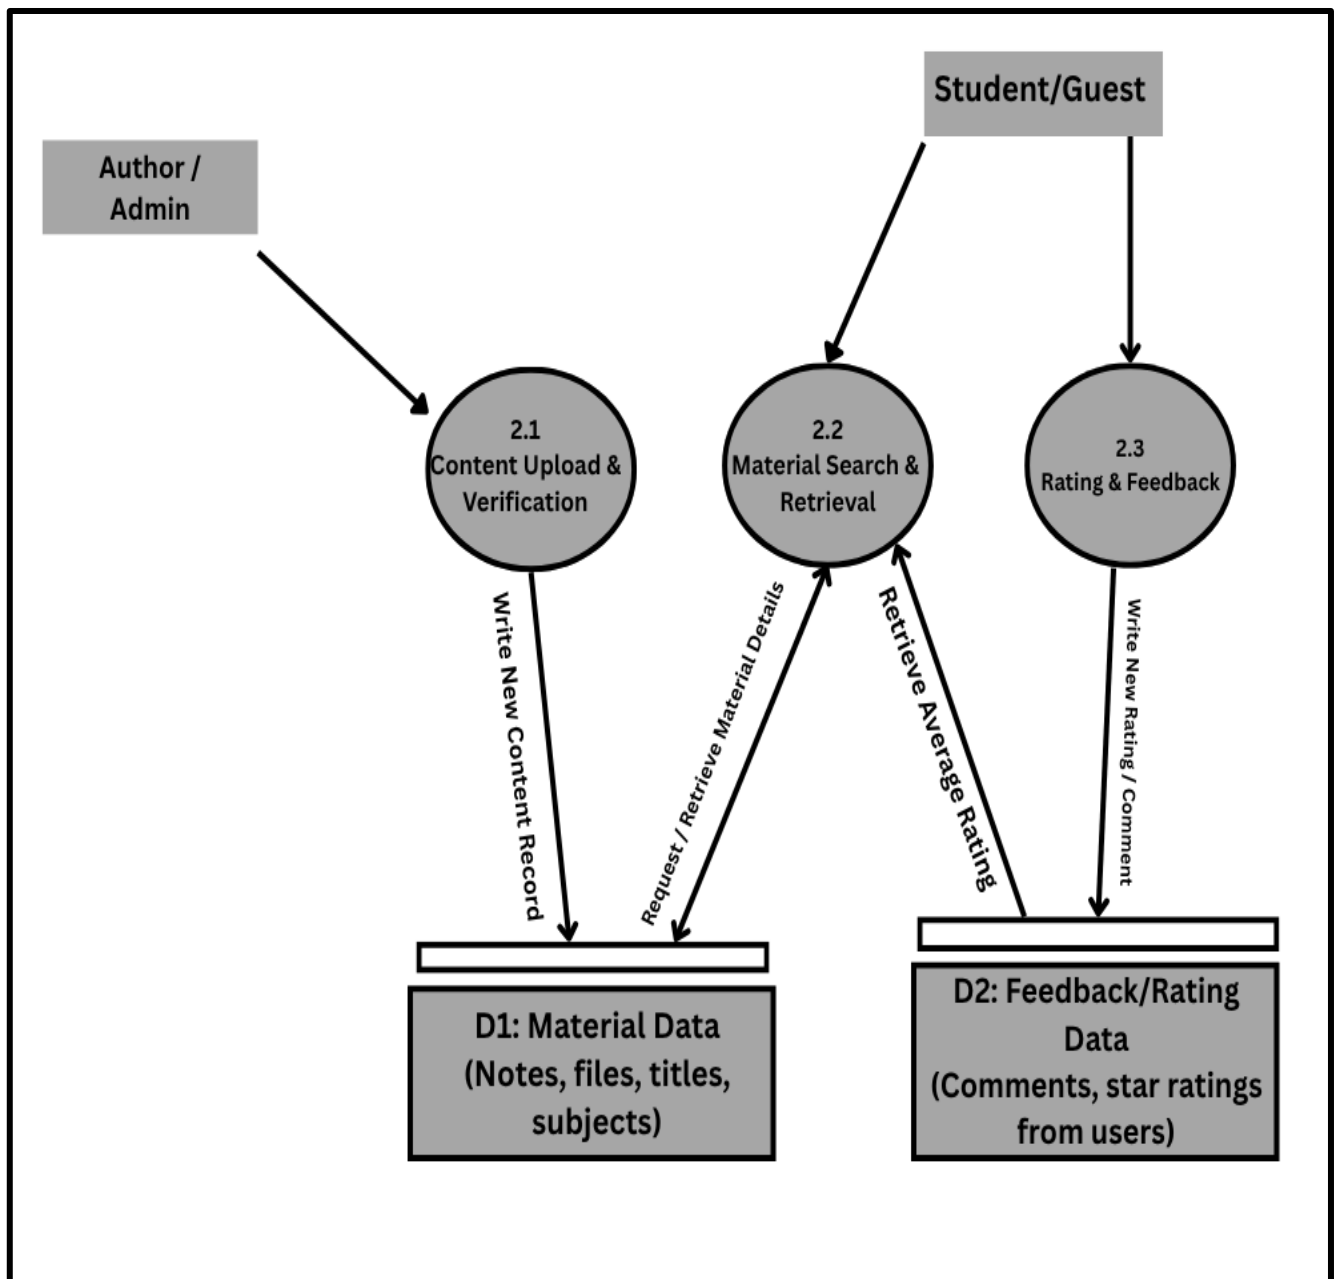 Student/Guest
Author /
Admin
2.1
Content Upload &
Verification
2.2
Material Search &
Retrieval
2.3
Rating & Feedback
Write New Content Record
Request / Retrieve Material Details
Retrieve Average Rating
Write New Rating / Comment
D1: Material Data
(Notes, files, titles,
subjects)
D2: Feedback/Rating
Data
(Comments, star ratings
from users)